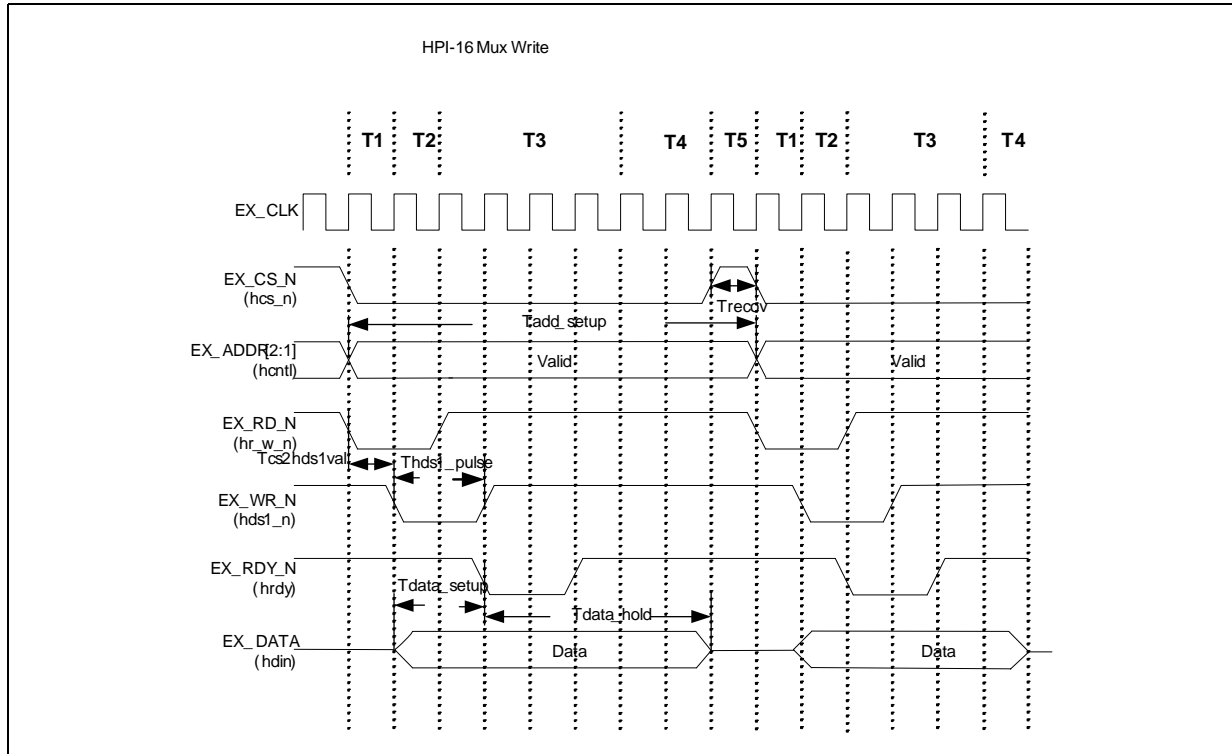 HPI-16 Mux Write
T1 T2 T3 T4 T5 T1 T2 T3 T4
EX_CLK
EX_CS_N
(hcs_n)
Trecov
Tadd_setup
EX_ADDR[2:1]
(hcntl)
Valid Valid
EX_RD_N
(hr_w_n)
Tcs2hds1val Thds1_pulse
EX_WR_N
(hds1_n)
EX_RDY_N
(hrdy)
Tdata_setup
Tdata_hold
EX_DATA
(hdin)
Data Data